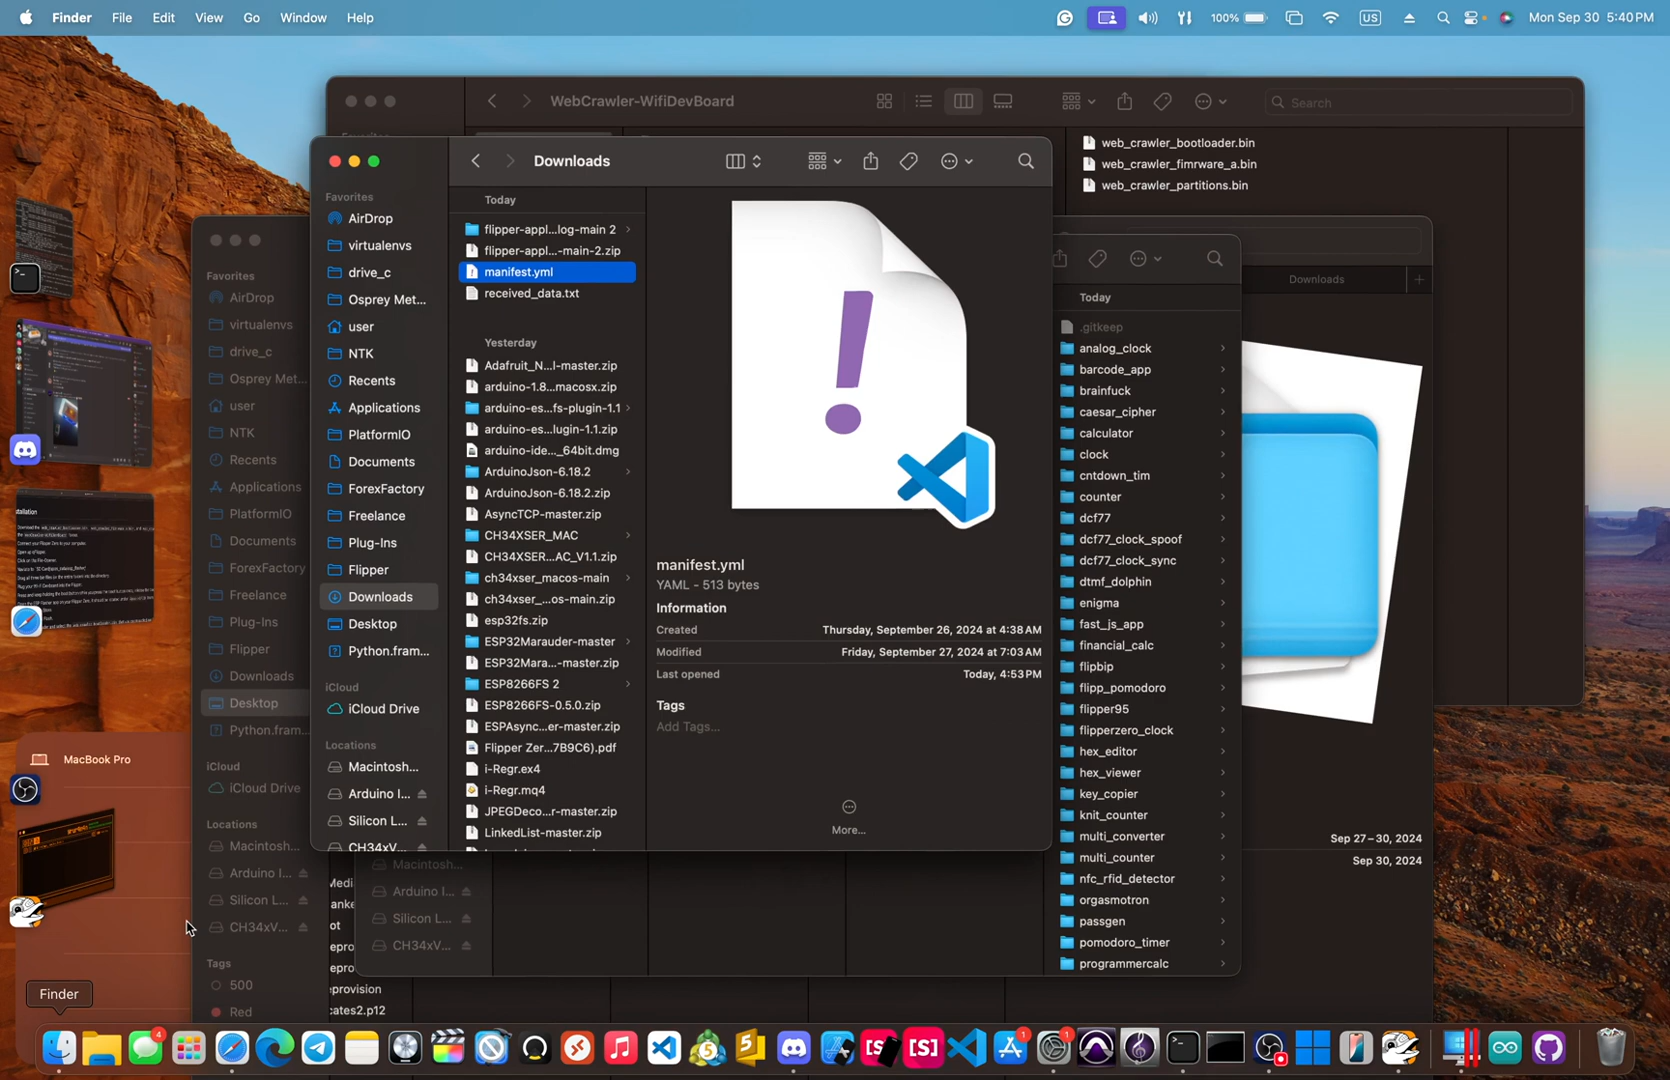 Finder File Edit View Go Window Help
100% US Mon Sep 30 5:40 PM
WebCrawler-WifiDevBoard
Search
web_crawler_bootloader.bin
web_crawler_fimrware_a.bin
web_crawler_partitions.bin
Downloads
Favorites
AirDrop
virtualenvs
drive_c
Osprey Met...
user
NTK
Recents
Applications
PlatformIO
Documents
ForexFactory
Freelance
Plug-Ins
Flipper
Downloads
Desktop
Python.fram...
iCloud
iCloud Drive
Locations
Macintosh...
Arduino I...
Silicon L...
CH34xV...
Today
flipper-appl...log-main 2
flipper-appl...-main-2.zip
manifest.yml
received_data.txt
Yesterday
Adafruit_N...l-master.zip
arduino-1.8...macosx.zip
arduino-es...fs-plugin-1.1
arduino-es...lugin-1.1.zip
arduino-ide..._64bit.dmg
ArduinoJson-6.18.2
ArduinoJson-6.18.2.zip
AsyncTCP-master.zip
CH34XSER_MAC
CH34XSER...AC_V1.1.zip
ch34xser_macos-main
ch34xser_...os-main.zip
esp32fs.zip
ESP32Marauder-master
ESP32Mara...-master.zip
ESP8266FS 2
ESP8266FS-0.5.0.zip
ESPAsync...er-master.zip
Flipper Zer...7B9C6).pdf
i-Regr.ex4
i-Regr.mq4
JPEGDeco...r-master.zip
LinkedList-master.zip
manifest.yml
YAML - 513 bytes
Information
Created Thursday, September 26, 2024 at 4:38 AM
Modified Friday, September 27, 2024 at 7:03 AM
Last opened Today, 4:53 PM
Tags
Add Tags...
More...
Downloads
Today
.gitkeep
analog_clock
barcode_app
brainfuck
caesar_cipher
calculator
clock
cntdown_tim
counter
dcf77
dcf77_clock_spoof
dcf77_clock_sync
dtmf_dolphin
enigma
fast_js_app
financial_calc
flipbip
flipp_pomodoro
flipper95
flipperzero_clock
hex_editor
hex_viewer
key_copier
knit_counter
multi_converter
multi_counter
nfc_rfid_detector
orgasmotron
passgen
pomodoro_timer
programmercalc
Sep 27–30, 2024
Sep 30, 2024
Favorites
AirDrop
virtualenvs
drive_c
Osprey Met...
user
NTK
Recents
Applications
PlatformIO
Documents
ForexFactory
Freelance
Plug-Ins
Flipper
Downloads
Desktop
Python.fram...
iCloud
iCloud Drive
Locations
Macintosh...
Arduino I...
Silicon L...
CH34xV...
Tags
500
Red
Macintosh...
Arduino I...
Silicon L...
CH34xV...
eprovision
cates2.p12
MacBook Pro
Finder